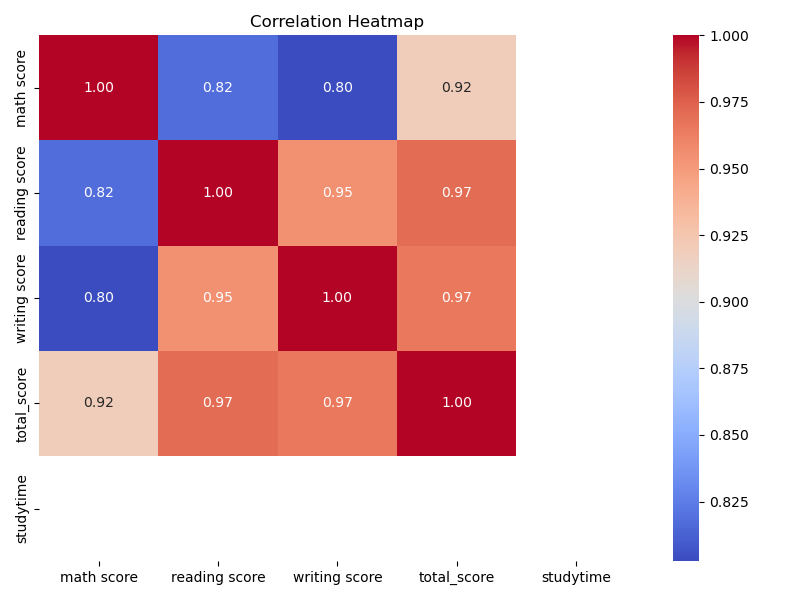 Correlation Heatmap
math score 1.00 0.82 0.80 0.92
reading score 0.82 1.00 0.95 0.97
writing score 0.80 0.95 1.00 0.97
total_score 0.92 0.97 0.97 1.00
studytime
math score reading score writing score total_score studytime
1.000
0.975
0.950
0.925
0.900
0.875
0.850
0.825